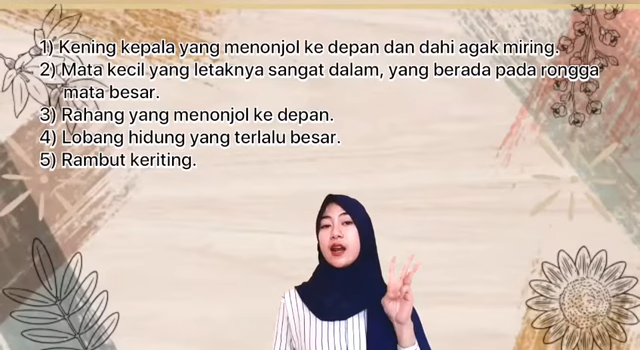 1) Kening kepala yang menonjol ke depan dan dahi agak miring.
2) Mata kecil yang letaknya sangat dalam, yang berada pada rongga
mata besar.
3) Rahang yang menonjol ke depan.
4) Lobang hidung yang terlalu besar.
5) Rambut keriting.